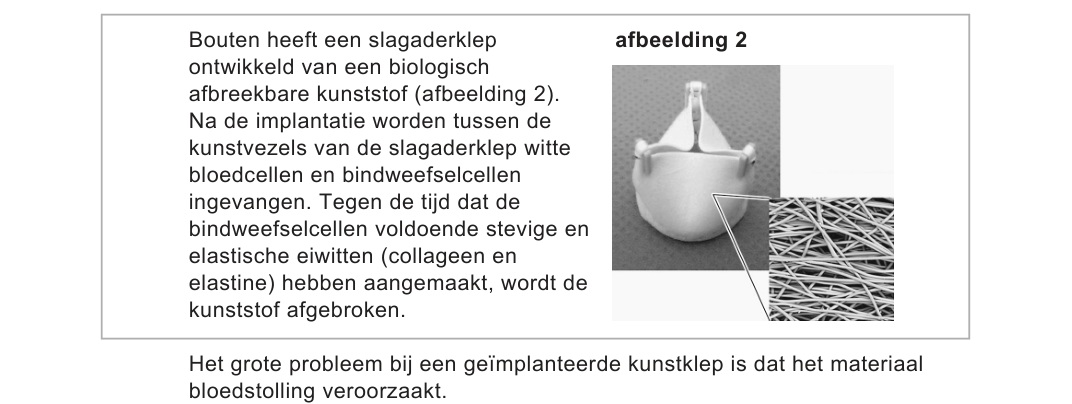 Bouten heeft een slagaderklep
ontwikkeld van een biologisch
afbreekbare kunststof (afbeelding 2).
Na de implantatie worden tussen de
kunstvezels van de slagaderklep witte
bloedcellen en bindweefselcellen
ingevangen. Tegen de tijd dat de
bindweefselcellen voldoende stevige en
elastische eiwitten (collageen en
elastine) hebben aangemaakt, wordt de
kunststof afgebroken.
afbeelding 2
Het grote probleem bij een geïmplanteerde kunstklep is dat het materiaal
bloedstolling veroorzaakt.